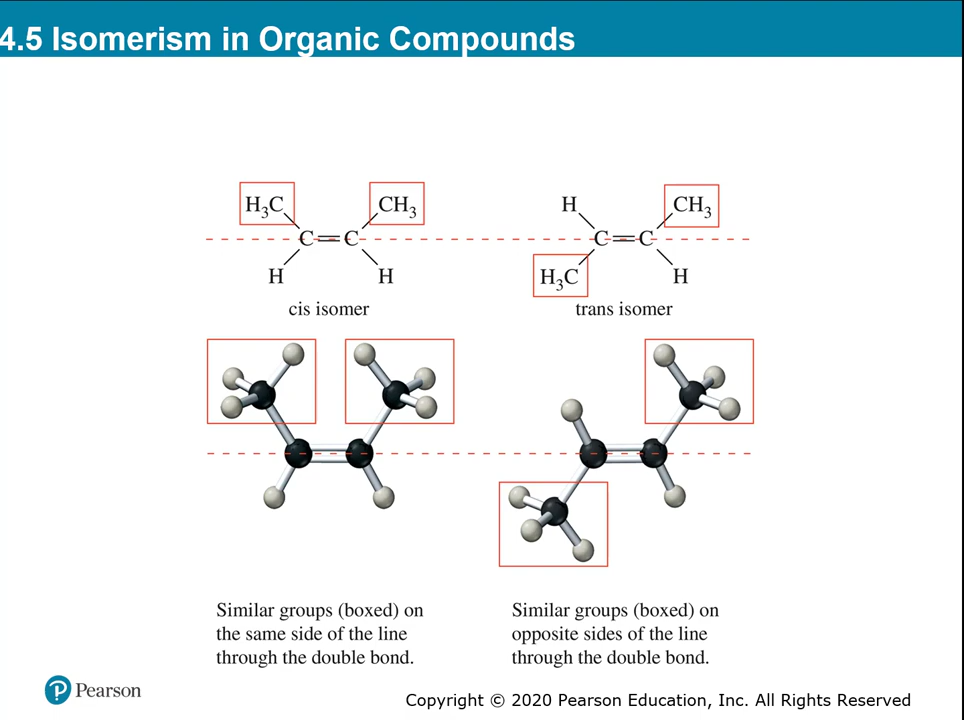 4.5 Isomerism in Organic Compounds
H₃C CH₃ H CH₃
C=C C=C
H H H₃C H
cis isomer trans isomer
Similar groups (boxed) on
the same side of the line
through the double bond.
Similar groups (boxed) on
opposite sides of the line
through the double bond.
P Pearson
Copyright © 2020 Pearson Education, Inc. All Rights Reserved